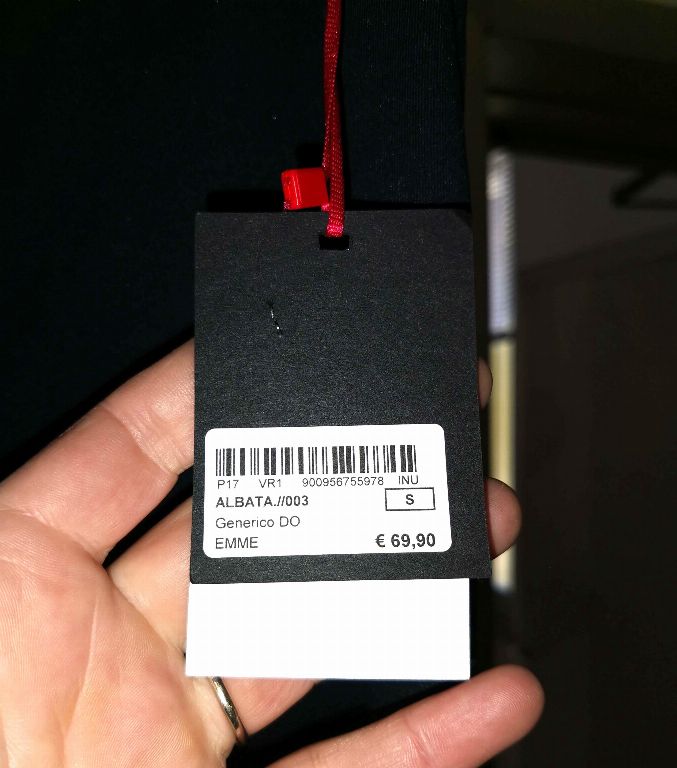 P17 VR1 900956755978 INU
ALBATA.//003 S
Generico DO
EMME € 69,90